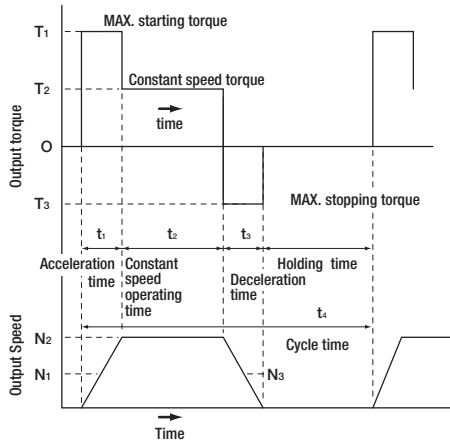 T1
MAX. starting torque
T2
Constant speed torque
time
Output torque
O
T3
MAX. stopping torque
t1
t2
t3
Acceleration time
Constant speed operating time
Deceleration time
Holding time
t4
Cycle time
Output Speed
N2
N1
N3
Time